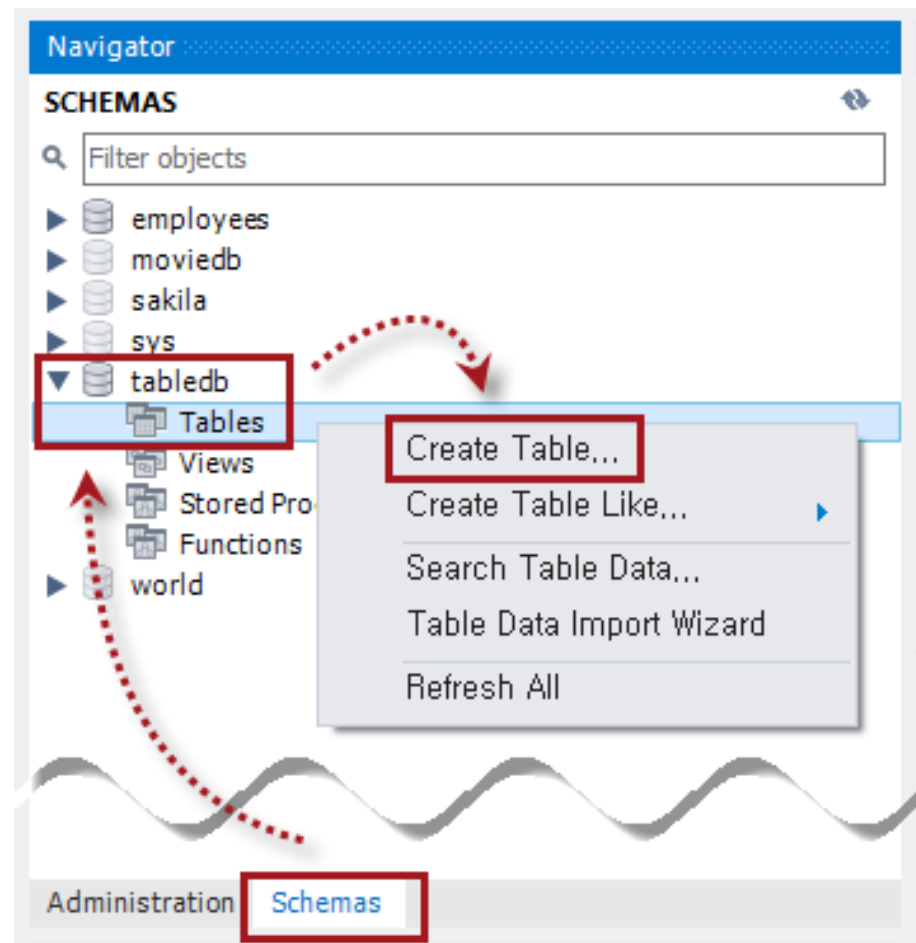 Navigator
SCHEMAS
Filter objects
employees
moviedb
sakila
sys
tabledb
Tables
Views
Stored Pro
Functions
world
Create Table...
Create Table Like...
Search Table Data...
Table Data Import Wizard
Refresh All
Administration Schemas